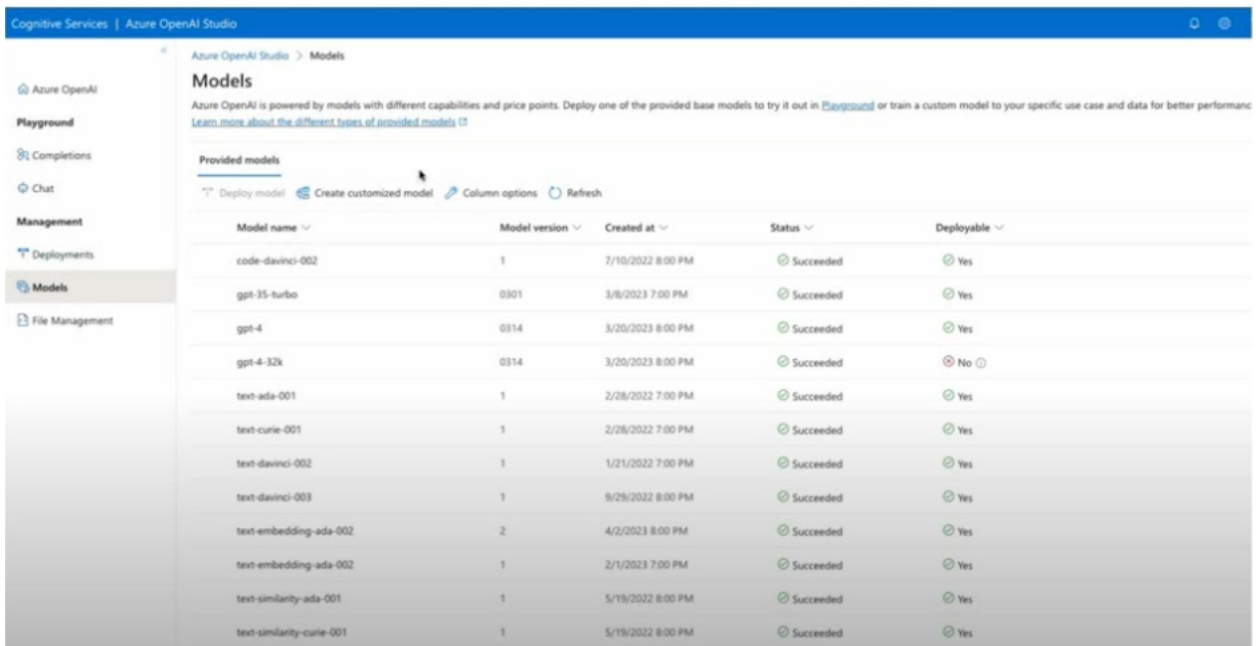 Cognitive Services | Azure OpenAI Studio
Azure OpenAI Studio > Models
Models
Azure OpenAI is powered by models with different capabilities and price points. Deploy one of the provided base models to try it out in Playground or train a custom model to your specific use case and data for better performanc
Learn more about the different types of provided models
Azure OpenAI
Playground
Completions
Chat
Management
Deployments
Models
File Management
Provided models
Deploy model Create customized model Column options Refresh
Model name Model version Created at Status Deployable
code-davinci-002 1 7/10/2022 8:00 PM Succeeded Yes
gpt-35-turbo 0301 3/8/2023 7:00 PM Succeeded Yes
gpt-4 0314 3/20/2023 8:00 PM Succeeded Yes
gpt-4-32k 0314 3/20/2023 8:00 PM Succeeded No
text-ada-001 1 2/28/2022 7:00 PM Succeeded Yes
text-curie-001 1 2/28/2022 7:00 PM Succeeded Yes
text-davinci-002 1 1/21/2022 7:00 PM Succeeded Yes
text-davinci-003 1 9/29/2022 8:00 PM Succeeded Yes
text-embedding-ada-002 2 4/2/2023 8:00 PM Succeeded Yes
text-embedding-ada-002 1 2/1/2023 7:00 PM Succeeded Yes
text-similarity-ada-001 1 5/19/2022 8:00 PM Succeeded Yes
text-similarity-curie-001 1 5/19/2022 8:00 PM Succeeded Yes